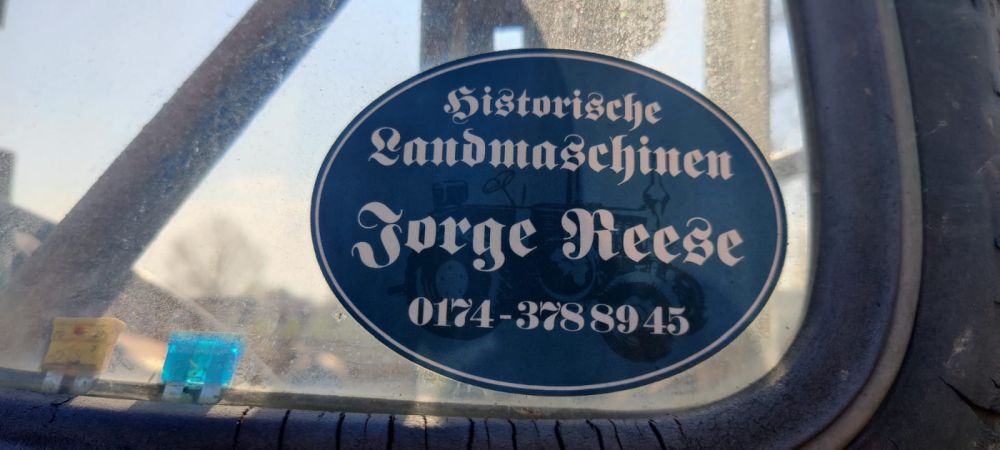 Historische
Landmaschinen
Jorge Reese
0174-3788945